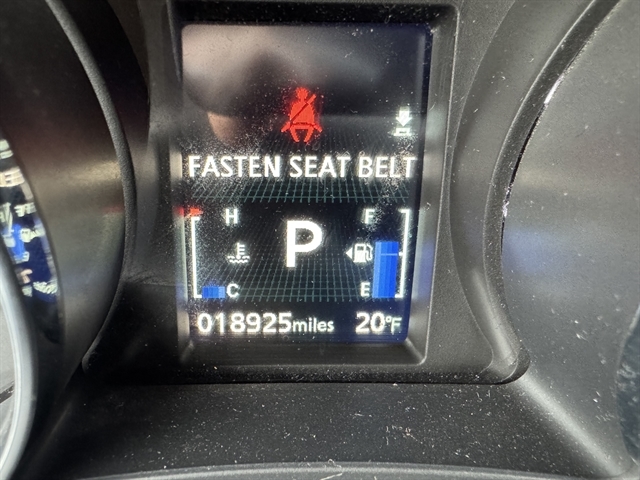 FASTEN SEAT BELT
H F
P
C E
018925miles 20°F